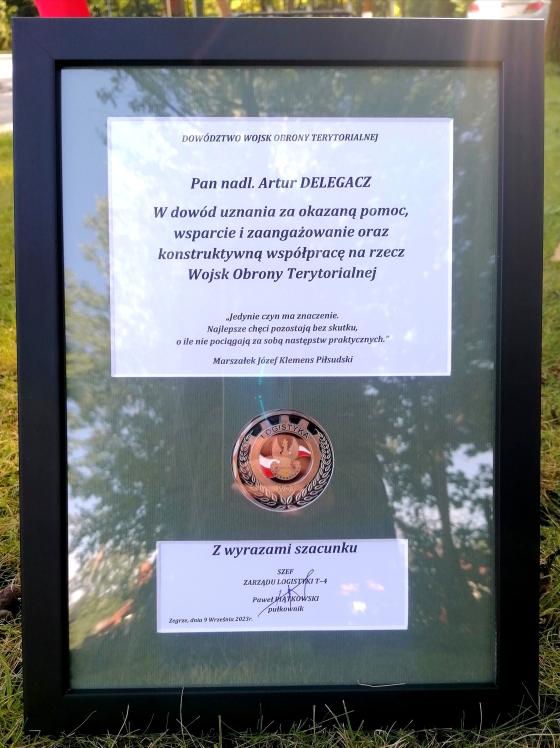 DOWÓDZTWO WOJSK OBRONY TERYTORIALNEJ
Pan nadl. Artur DELEGACZ
W dowód uznania za okazaną pomoc,
wsparcie i zaangażowanie oraz
konstruktywną współpracę na rzecz
Wojsk Obrony Terytorialnej
„Jedynie czyn ma znaczenie.
Najlepsze chęci pozostają bez skutku,
o ile nie pociągają za sobą następstw praktycznych."
Marszałek Józef Klemens Piłsudski
LOGISTYKA
Z wyrazami szacunku
SZEF
ZARZĄDU LOGISTYKI T-4
Paweł PIĄTKOWSKI
pułkownik
Zegrze, dnia 9 Września 2023r.